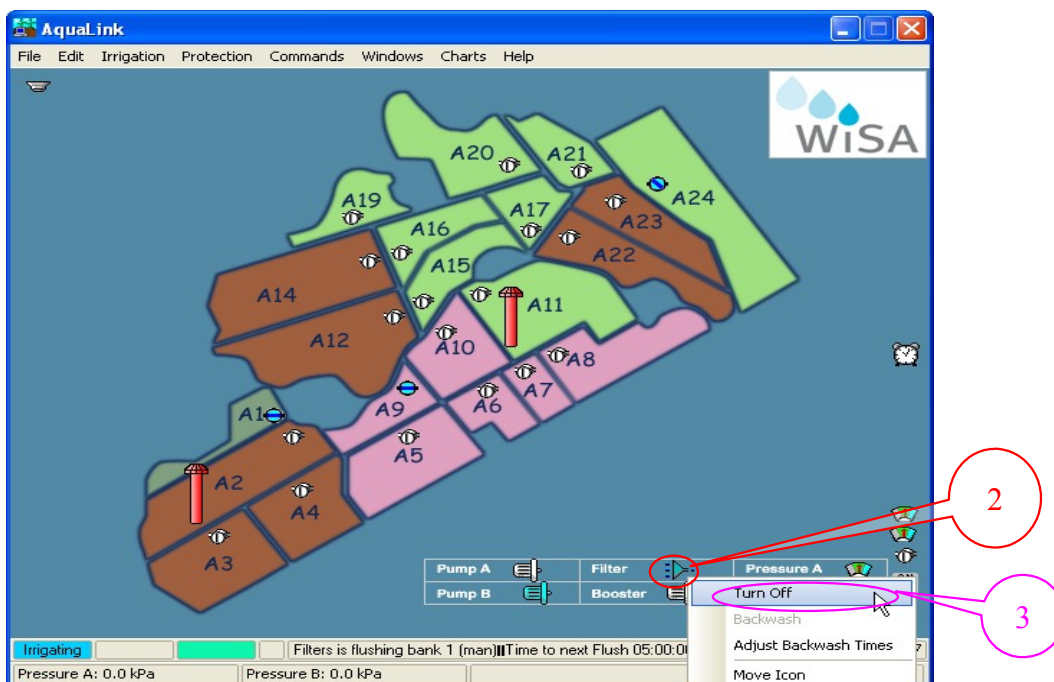 AquaLink
File Edit Irrigation Protection Commands Windows Charts Help
WiSA
A20
A21
A19
A24
A17
A23
A16
A22
A15
A14
A11
A12
A10
A8
A7
A9
A6
A1
A5
A2
A4
A3
2
Pump A Filter Pressure A
Pump B Booster
Turn Off
3
Backwash
Adjust Backwash Times
Move Icon
Irrigating Filters is flushing bank 1 (man) Time to next Flush 05:00:0 7
Pressure A: 0.0 kPa Pressure B: 0.0 kPa